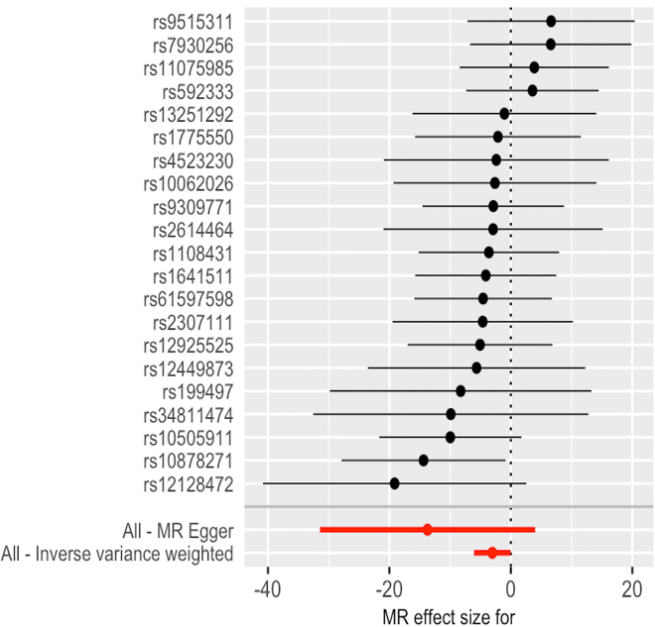 rs9515311
rs7930256
rs11075985
rs592333
rs13251292
rs1775550
rs4523230
rs10062026
rs9309771
rs2614464
rs1108431
rs1641511
rs61597598
rs2307111
rs12925525
rs12449873
rs199497
rs34811474
rs10505911
rs10878271
rs12128472
All - MR Egger
All - Inverse variance weighted
-40 -20 0 20
MR effect size for